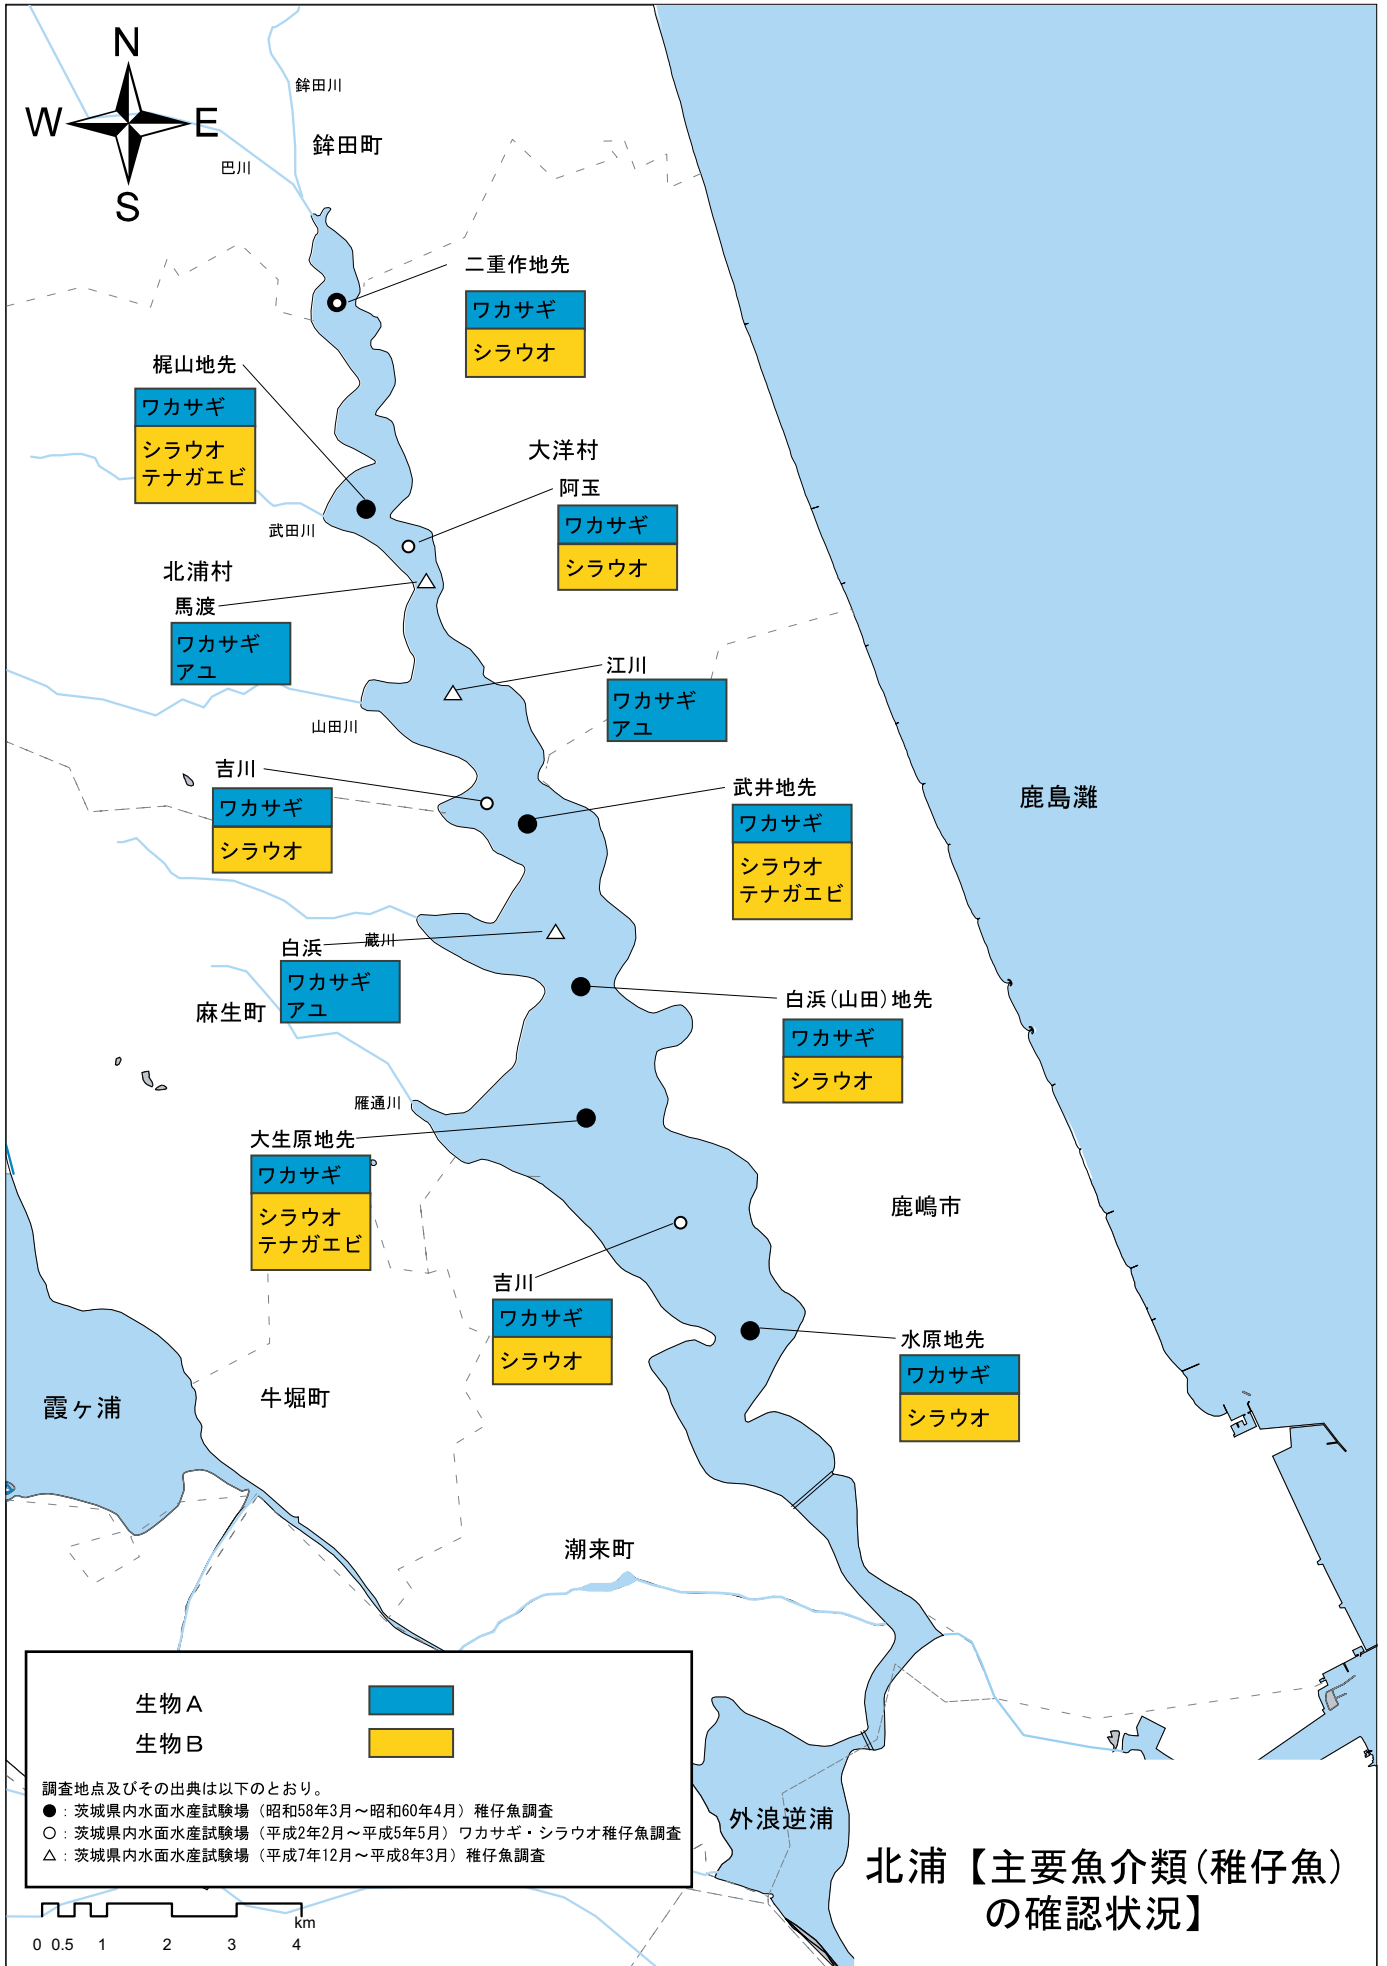 N
W
E
S
鉾田川
鉾田町
巴川
二重作地先
ワカサギ
シラウオ
梶山地先
ワカサギ
シラウオ
テナガエビ
大洋村
阿玉
ワカサギ
シラウオ
武田川
北浦村
馬渡
ワカサギ
アユ
江川
ワカサギ
アユ
山田川
吉川
ワカサギ
シラウオ
武井地先
ワカサギ
シラウオ
テナガエビ
鹿島灘
白浜
蔵川
ワカサギ
アユ
麻生町
白浜(山田)地先
ワカサギ
シラウオ
雁通川
大生原地先
ワカサギ
シラウオ
テナガエビ
鹿嶋市
吉川
ワカサギ
シラウオ
水原地先
ワカサギ
シラウオ
霞ヶ浦
牛堀町
潮来町
生物A
生物B
調査地点及びその出典は以下のとおり。
●：茨城県内水面水産試験場（昭和58年3月～昭和60年4月）稚仔魚調査
○：茨城県内水面水産試験場（平成2年2月～平成5年5月）ワカサギ・シラウオ稚仔魚調査
△：茨城県内水面水産試験場（平成7年12月～平成8年3月）稚仔魚調査
外浪逆浦
北浦【主要魚介類(稚仔魚)
の確認状況】
km
0 0.5 1 2 3 4